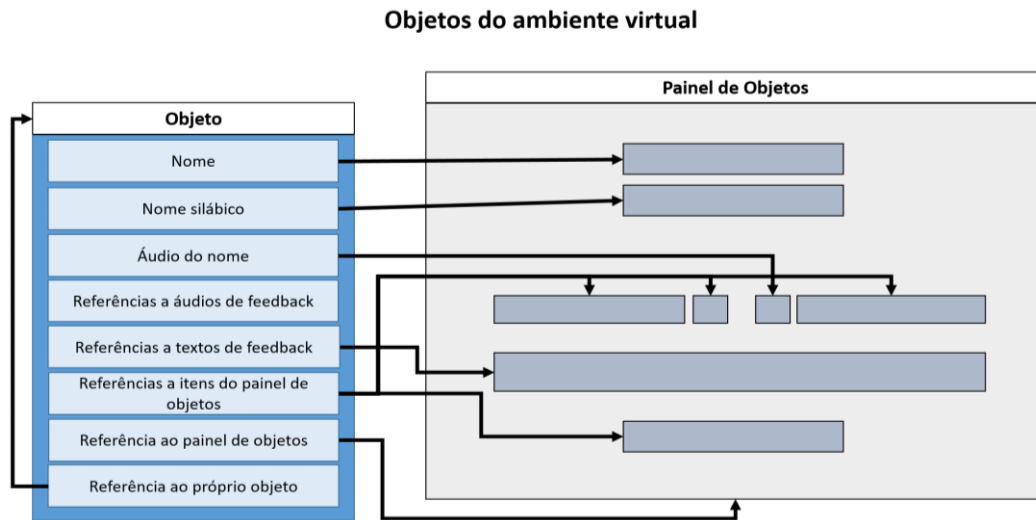 Objetos do ambiente virtual
Painel de Objetos
Objeto
Nome
Nome silábico
Áudio do nome
Referências a áudios de feedback
Referências a textos de feedback
Referências a itens do painel de
objetos
Referência ao painel de objetos
Referência ao próprio objeto